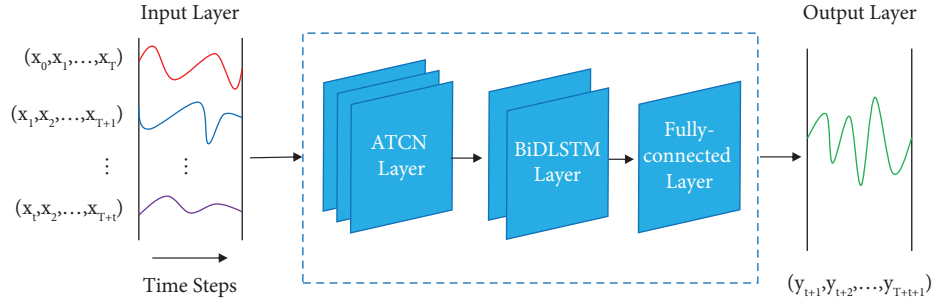 Input Layer
Output Layer
(x0,x1,…,xT)
(x1,x2,…,xT+1)
⋮ ⋮
(xt,x2,…,xT+t)
Time Steps
ATCN
Layer
BiDLSTM
Layer
Fully-
connected
Layer
(yt+1,yt+2,…,yT+t+1)